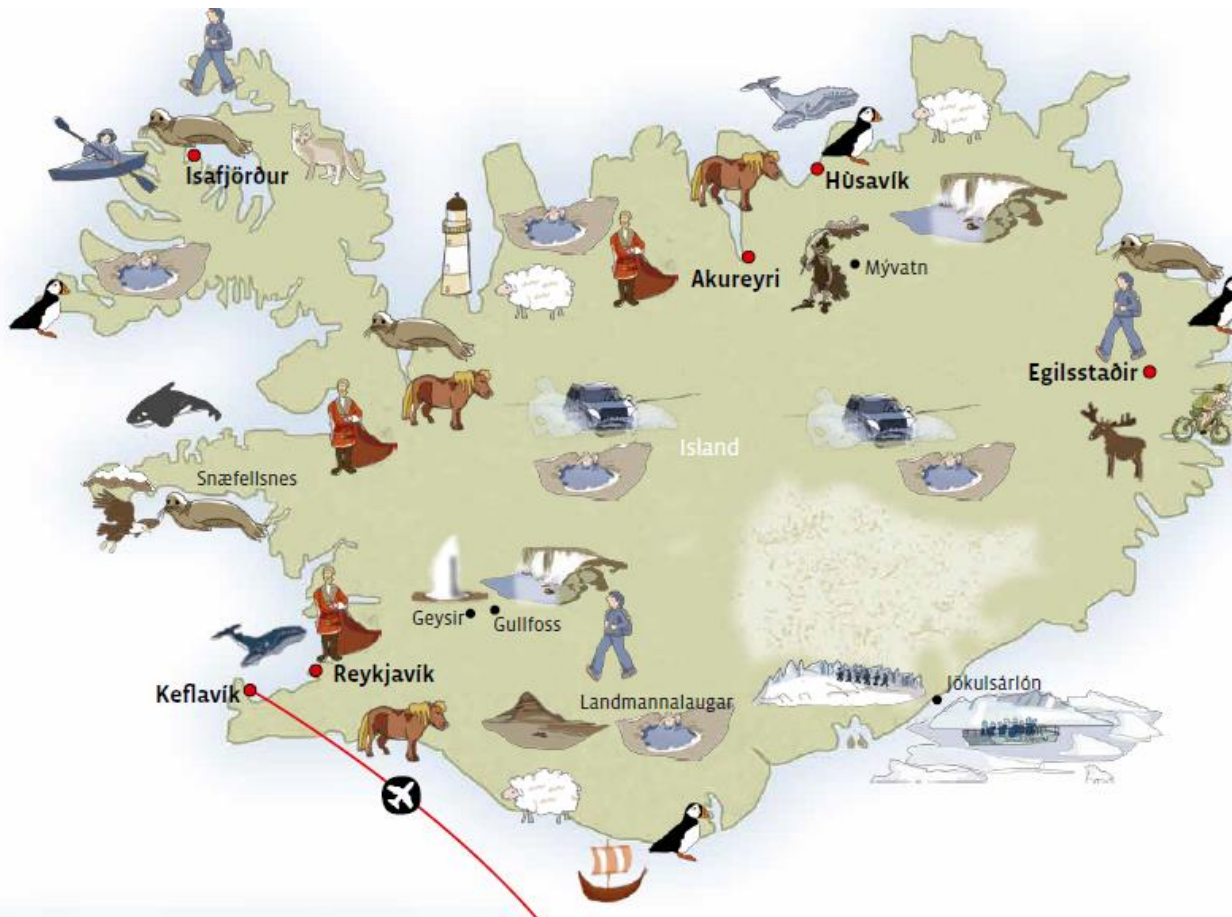 Isafjörður
Hùsavík
Akureyri
Mývatn
Egilsstaðir
Island
Snæfellsnes
Geysir
Gullfoss
Reykjavík
Keflavík
Landmannalaugar
Jökulsárlón